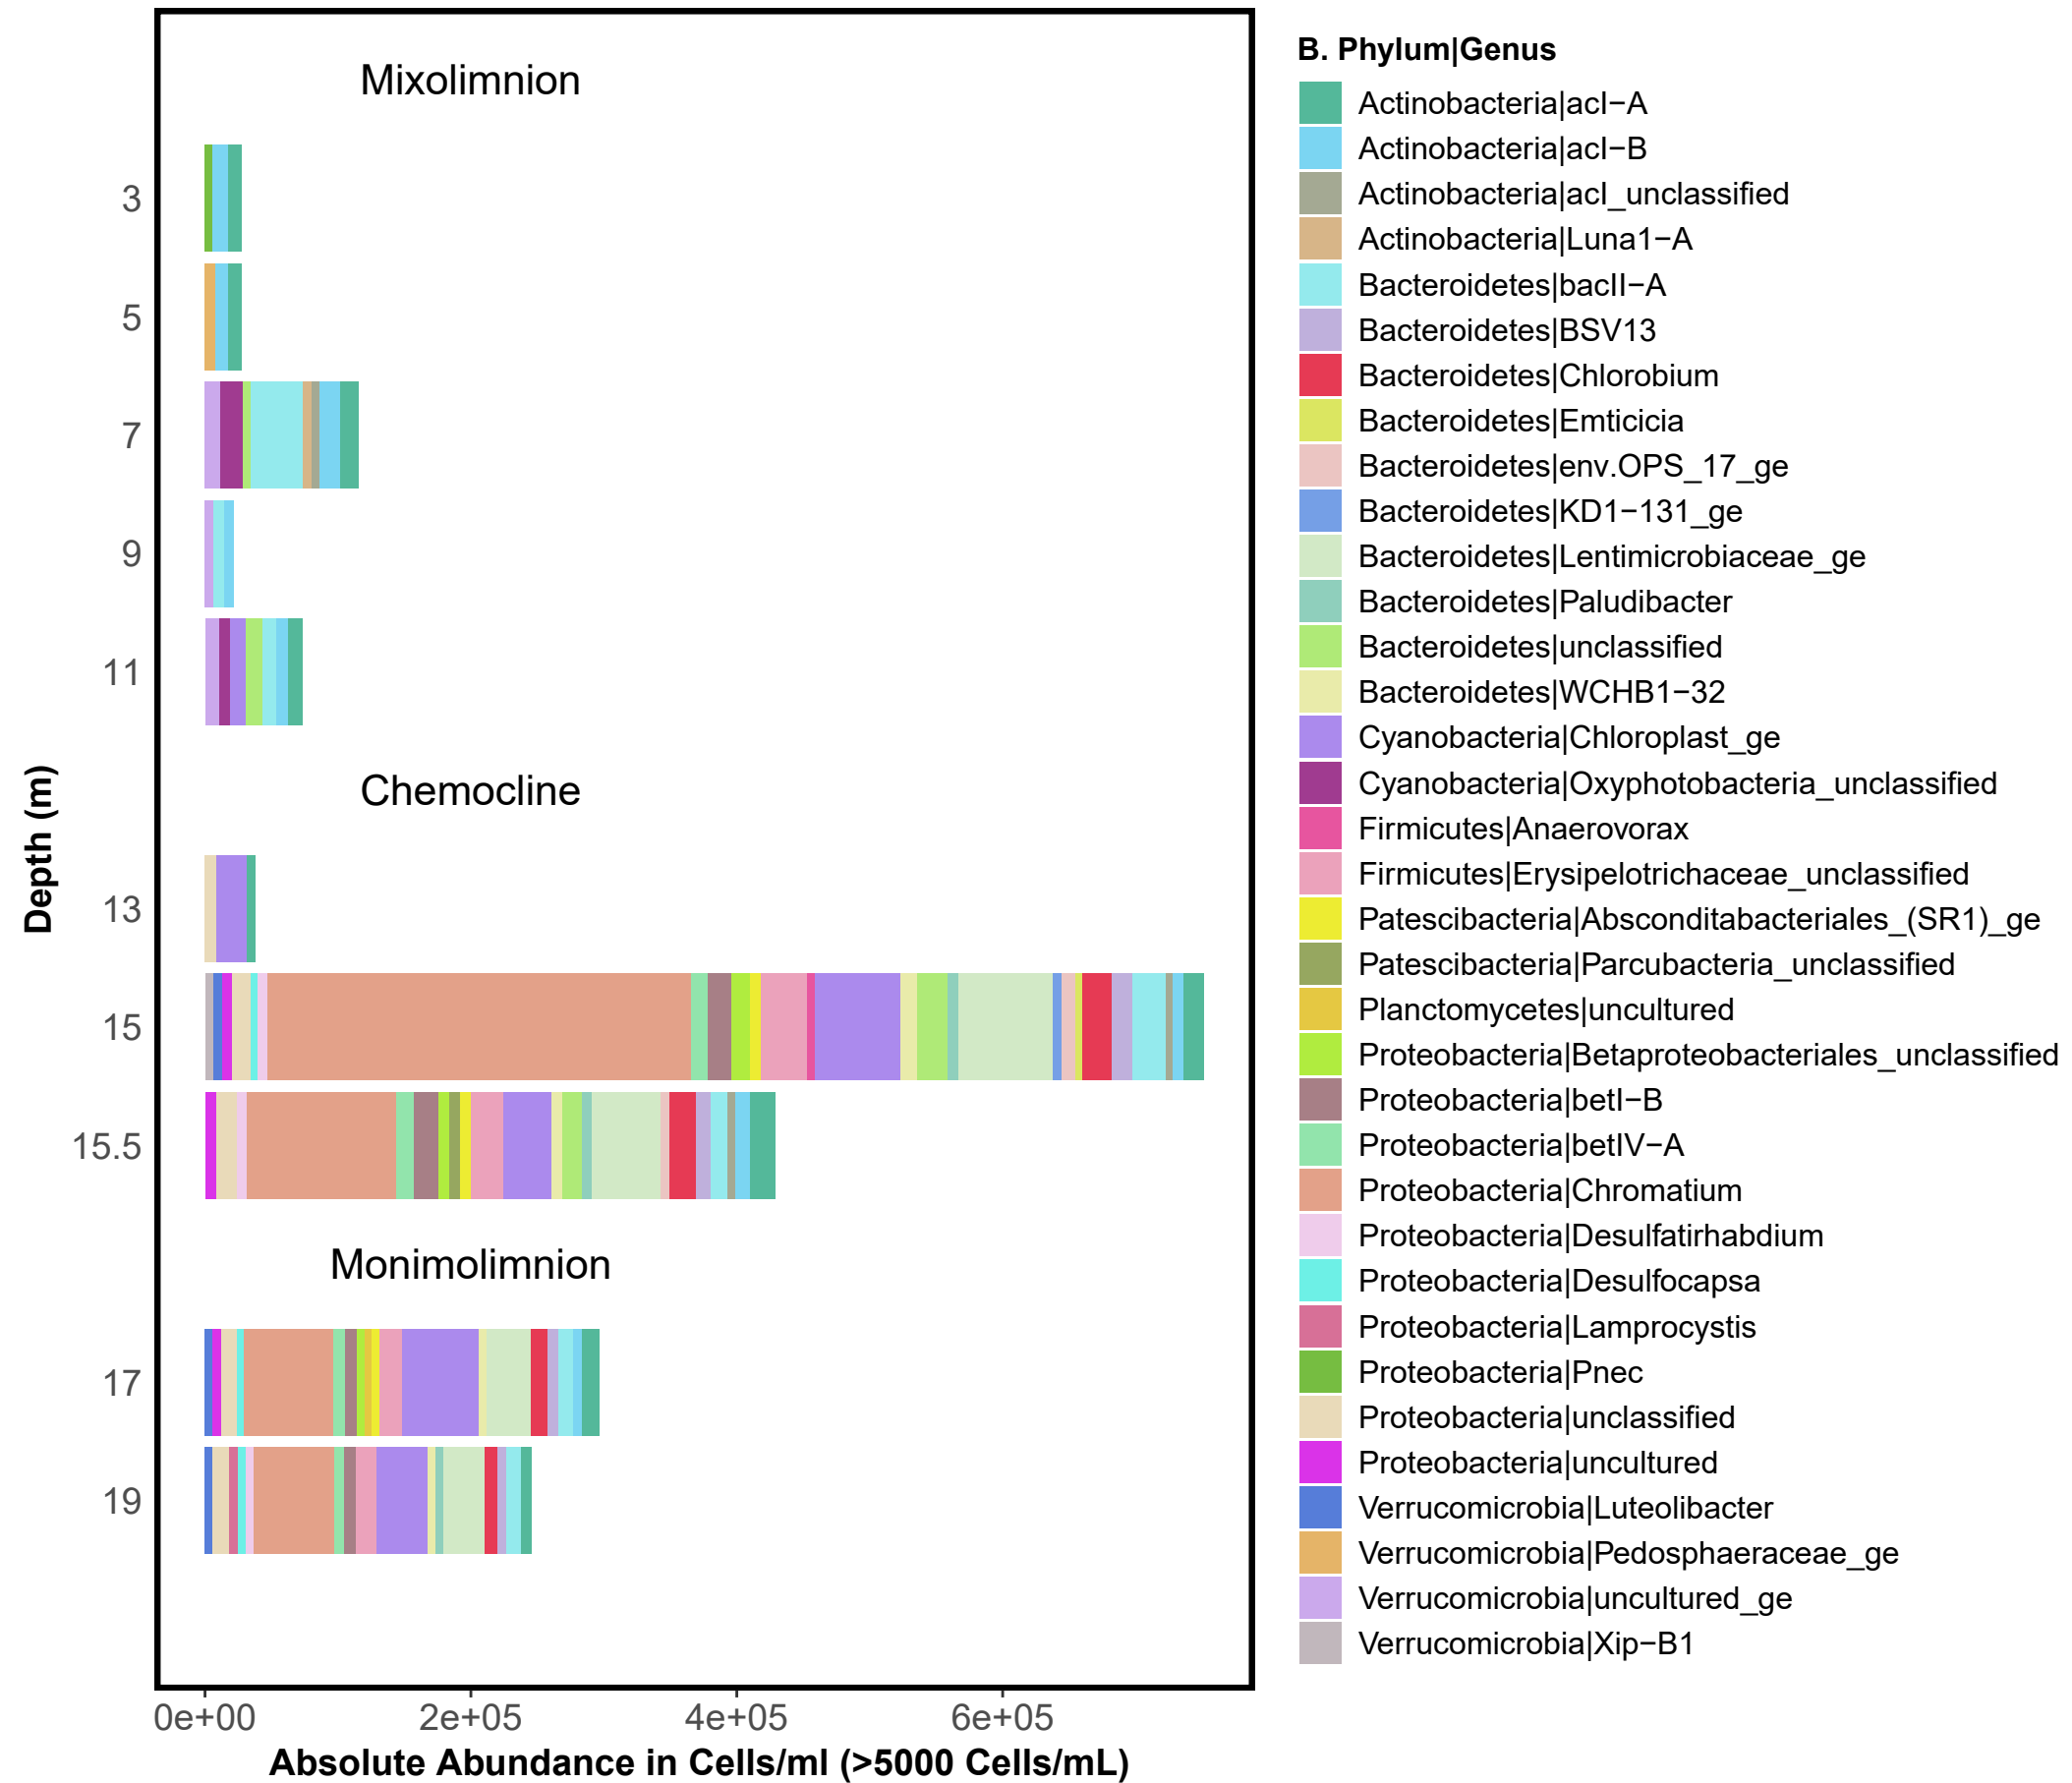 Mixolimnion
3
5
7
9
11
Chemocline
13
15
15.5
Monimolimnion
17
19
Depth (m)
0e+00 2e+05 4e+05 6e+05
Absolute Abundance in Cells/ml (>5000 Cells/mL)
B. Phylum|Genus
Actinobacteria|acI−A
Actinobacteria|acI−B
Actinobacteria|acI_unclassified
Actinobacteria|Luna1−A
Bacteroidetes|bacII−A
Bacteroidetes|BSV13
Bacteroidetes|Chlorobium
Bacteroidetes|Emticicia
Bacteroidetes|env.OPS_17_ge
Bacteroidetes|KD1−131_ge
Bacteroidetes|Lentimicrobiaceae_ge
Bacteroidetes|Paludibacter
Bacteroidetes|unclassified
Bacteroidetes|WCHB1−32
Cyanobacteria|Chloroplast_ge
Cyanobacteria|Oxyphotobacteria_unclassified
Firmicutes|Anaerovorax
Firmicutes|Erysipelotrichaceae_unclassified
Patescibacteria|Absconditabacteriales_(SR1)_ge
Patescibacteria|Parcubacteria_unclassified
Planctomycetes|uncultured
Proteobacteria|Betaproteobacteriales_unclassified
Proteobacteria|betI−B
Proteobacteria|betIV−A
Proteobacteria|Chromatium
Proteobacteria|Desulfatirhabdium
Proteobacteria|Desulfocapsa
Proteobacteria|Lamprocystis
Proteobacteria|Pnec
Proteobacteria|unclassified
Proteobacteria|uncultured
Verrucomicrobia|Luteolibacter
Verrucomicrobia|Pedosphaeraceae_ge
Verrucomicrobia|uncultured_ge
Verrucomicrobia|Xip−B1